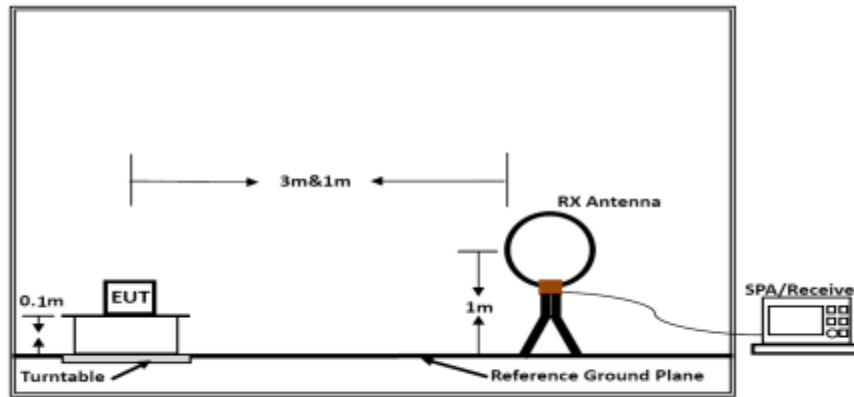 3m&1m
RX Antenna
EUT
0.1m
1m
SPA/Receive
Turntable
Reference Ground Plane